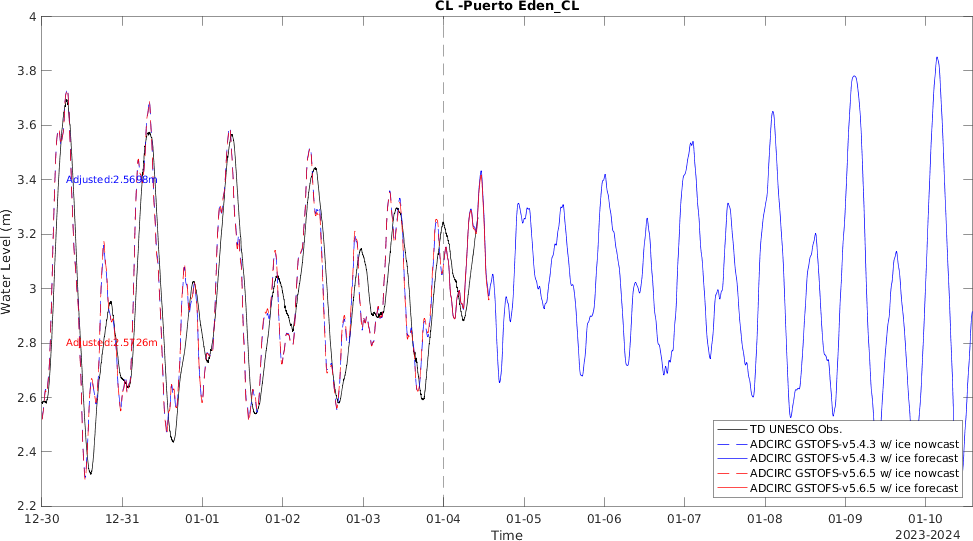 CL -Puerto Eden_CL
4
3.8
3.6
3.4
3.2
3
2.8
2.6
2.4
2.2
Water Level (m)
Adjusted:2.5698m
Adjusted:2.5726m
TD UNESCO Obs.
ADCIRC GSTOFS-v5.4.3 w/ ice nowcast
ADCIRC GSTOFS-v5.4.3 w/ ice forecast
ADCIRC GSTOFS-v5.6.5 w/ ice nowcast
ADCIRC GSTOFS-v5.6.5 w/ ice forecast
12-30 12-31 01-01 01-02 01-03 01-04 01-05 01-06 01-07 01-08 01-09 01-10
Time
2023-2024